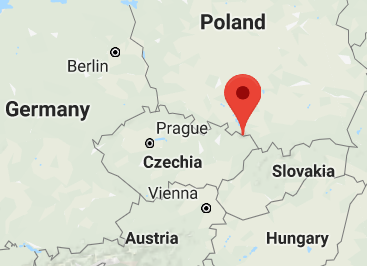 Poland
Berlin
Germany
Prague
Czechia
Slovakia
Vienna
Austria
Hungary